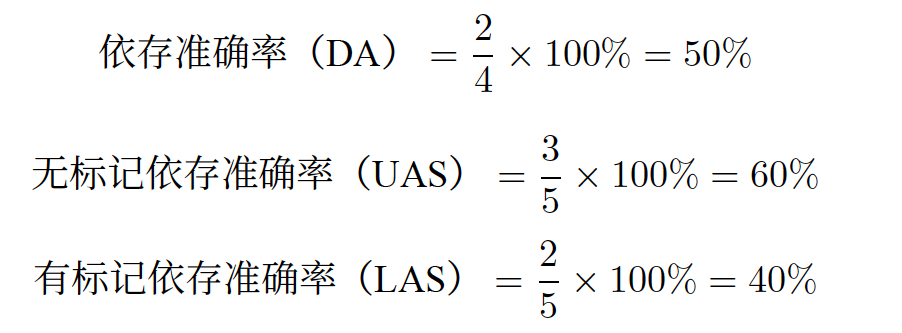 依存准确率（DA） = 2/4 × 100% = 50%
无标记依存准确率（UAS） = 3/5 × 100% = 60%
有标记依存准确率（LAS） = 2/5 × 100% = 40%